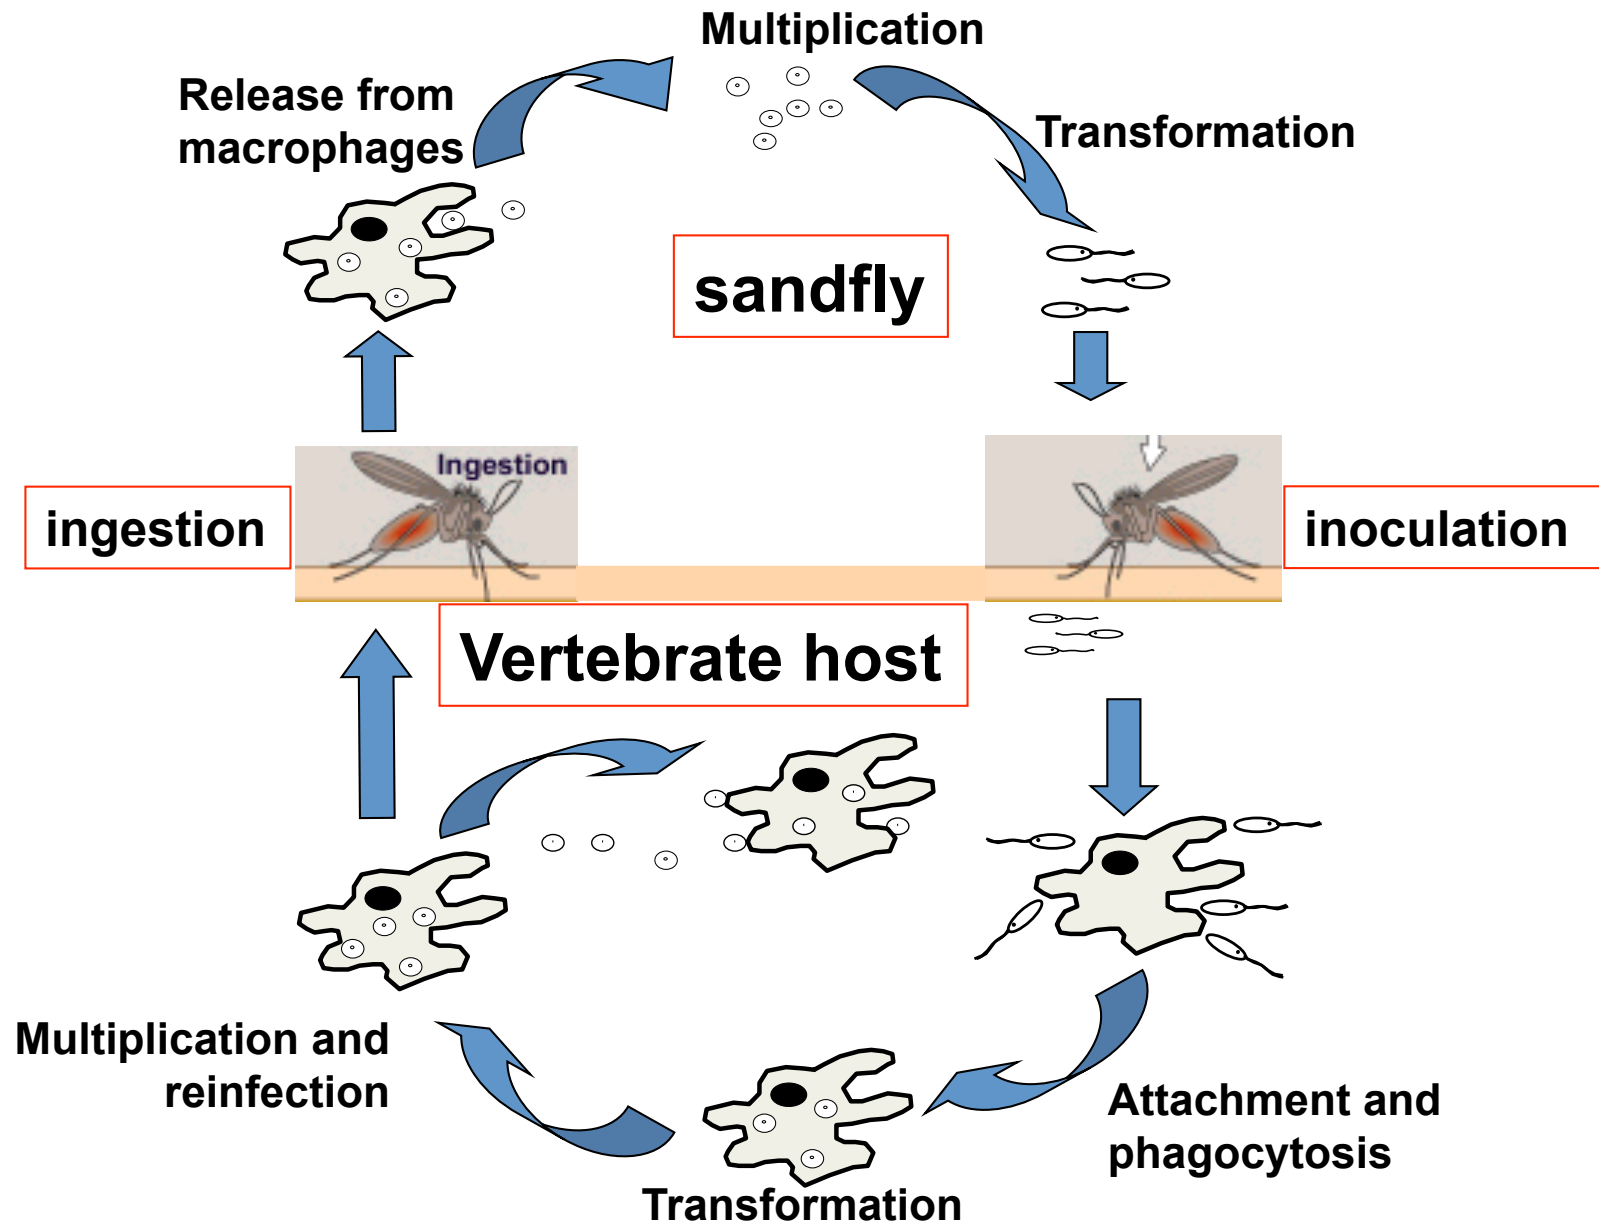 Multiplication
Release from
macrophages
Transformation
sandfly
Ingestion
ingestion
inoculation
Vertebrate host
Multiplication and
reinfection
Attachment and
phagocytosis
Transformation